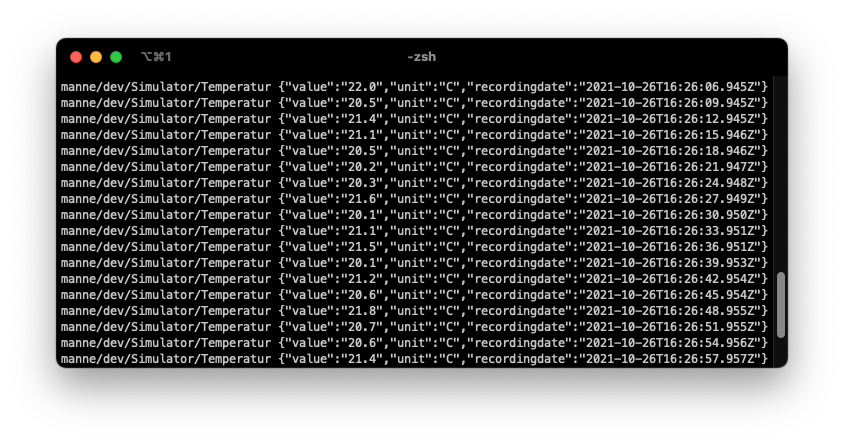 ⌥⌘1
-zsh
manne/dev/Simulator/Temperatur {"value":"22.0","unit":"C","recordingdate":"2021-10-26T16:26:06.945Z"}
manne/dev/Simulator/Temperatur {"value":"20.5","unit":"C","recordingdate":"2021-10-26T16:26:09.945Z"}
manne/dev/Simulator/Temperatur {"value":"21.4","unit":"C","recordingdate":"2021-10-26T16:26:12.945Z"}
manne/dev/Simulator/Temperatur {"value":"21.1","unit":"C","recordingdate":"2021-10-26T16:26:15.946Z"}
manne/dev/Simulator/Temperatur {"value":"20.5","unit":"C","recordingdate":"2021-10-26T16:26:18.946Z"}
manne/dev/Simulator/Temperatur {"value":"20.2","unit":"C","recordingdate":"2021-10-26T16:26:21.947Z"}
manne/dev/Simulator/Temperatur {"value":"20.3","unit":"C","recordingdate":"2021-10-26T16:26:24.948Z"}
manne/dev/Simulator/Temperatur {"value":"21.6","unit":"C","recordingdate":"2021-10-26T16:26:27.949Z"}
manne/dev/Simulator/Temperatur {"value":"20.1","unit":"C","recordingdate":"2021-10-26T16:26:30.950Z"}
manne/dev/Simulator/Temperatur {"value":"21.1","unit":"C","recordingdate":"2021-10-26T16:26:33.951Z"}
manne/dev/Simulator/Temperatur {"value":"21.5","unit":"C","recordingdate":"2021-10-26T16:26:36.951Z"}
manne/dev/Simulator/Temperatur {"value":"20.1","unit":"C","recordingdate":"2021-10-26T16:26:39.953Z"}
manne/dev/Simulator/Temperatur {"value":"21.2","unit":"C","recordingdate":"2021-10-26T16:26:42.954Z"}
manne/dev/Simulator/Temperatur {"value":"20.6","unit":"C","recordingdate":"2021-10-26T16:26:45.954Z"}
manne/dev/Simulator/Temperatur {"value":"21.8","unit":"C","recordingdate":"2021-10-26T16:26:48.955Z"}
manne/dev/Simulator/Temperatur {"value":"20.7","unit":"C","recordingdate":"2021-10-26T16:26:51.955Z"}
manne/dev/Simulator/Temperatur {"value":"20.6","unit":"C","recordingdate":"2021-10-26T16:26:54.956Z"}
manne/dev/Simulator/Temperatur {"value":"21.4","unit":"C","recordingdate":"2021-10-26T16:26:57.957Z"}